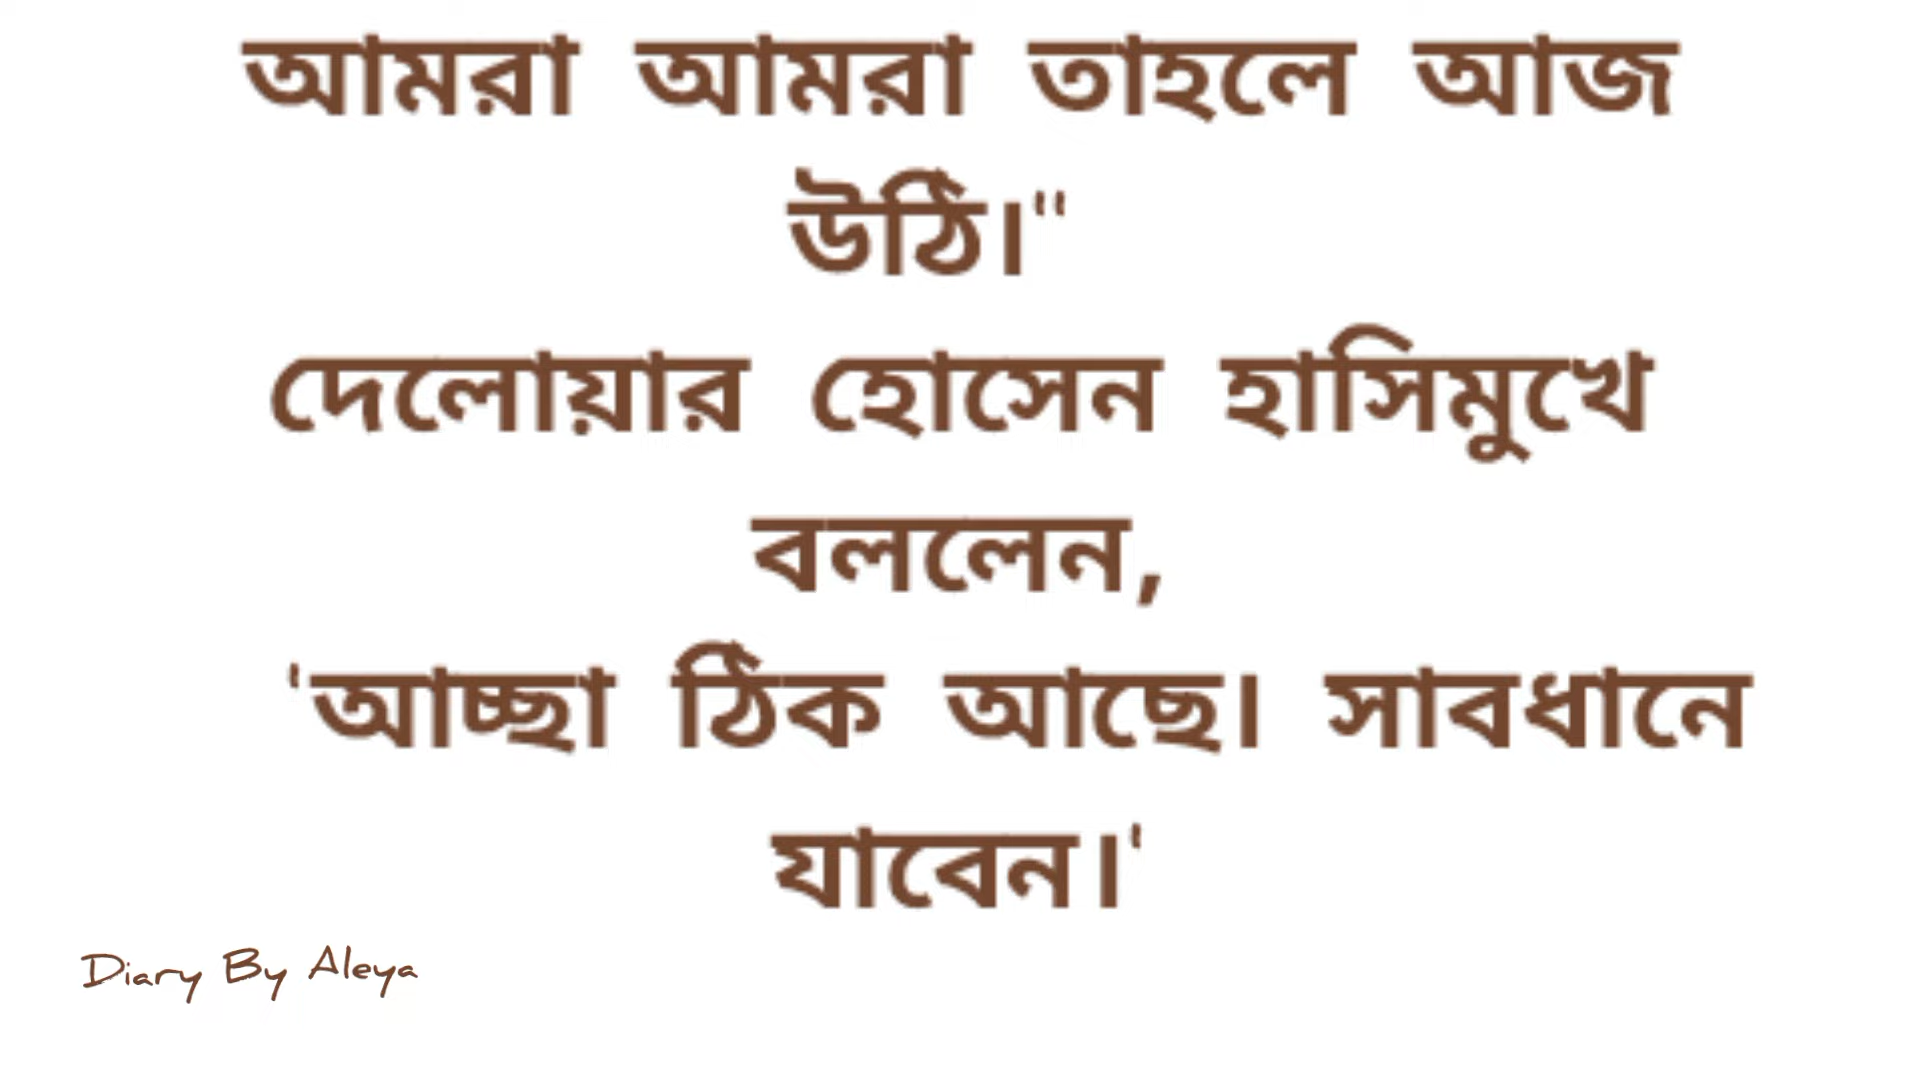 আমরা আমরা তাহলে আজ
উঠি।"
দেলোয়ার হোসেন হাসিমুখে
বললেন,
'আচ্ছা ঠিক আছে। সাবধানে
যাবেন।'
Diary By Aleya